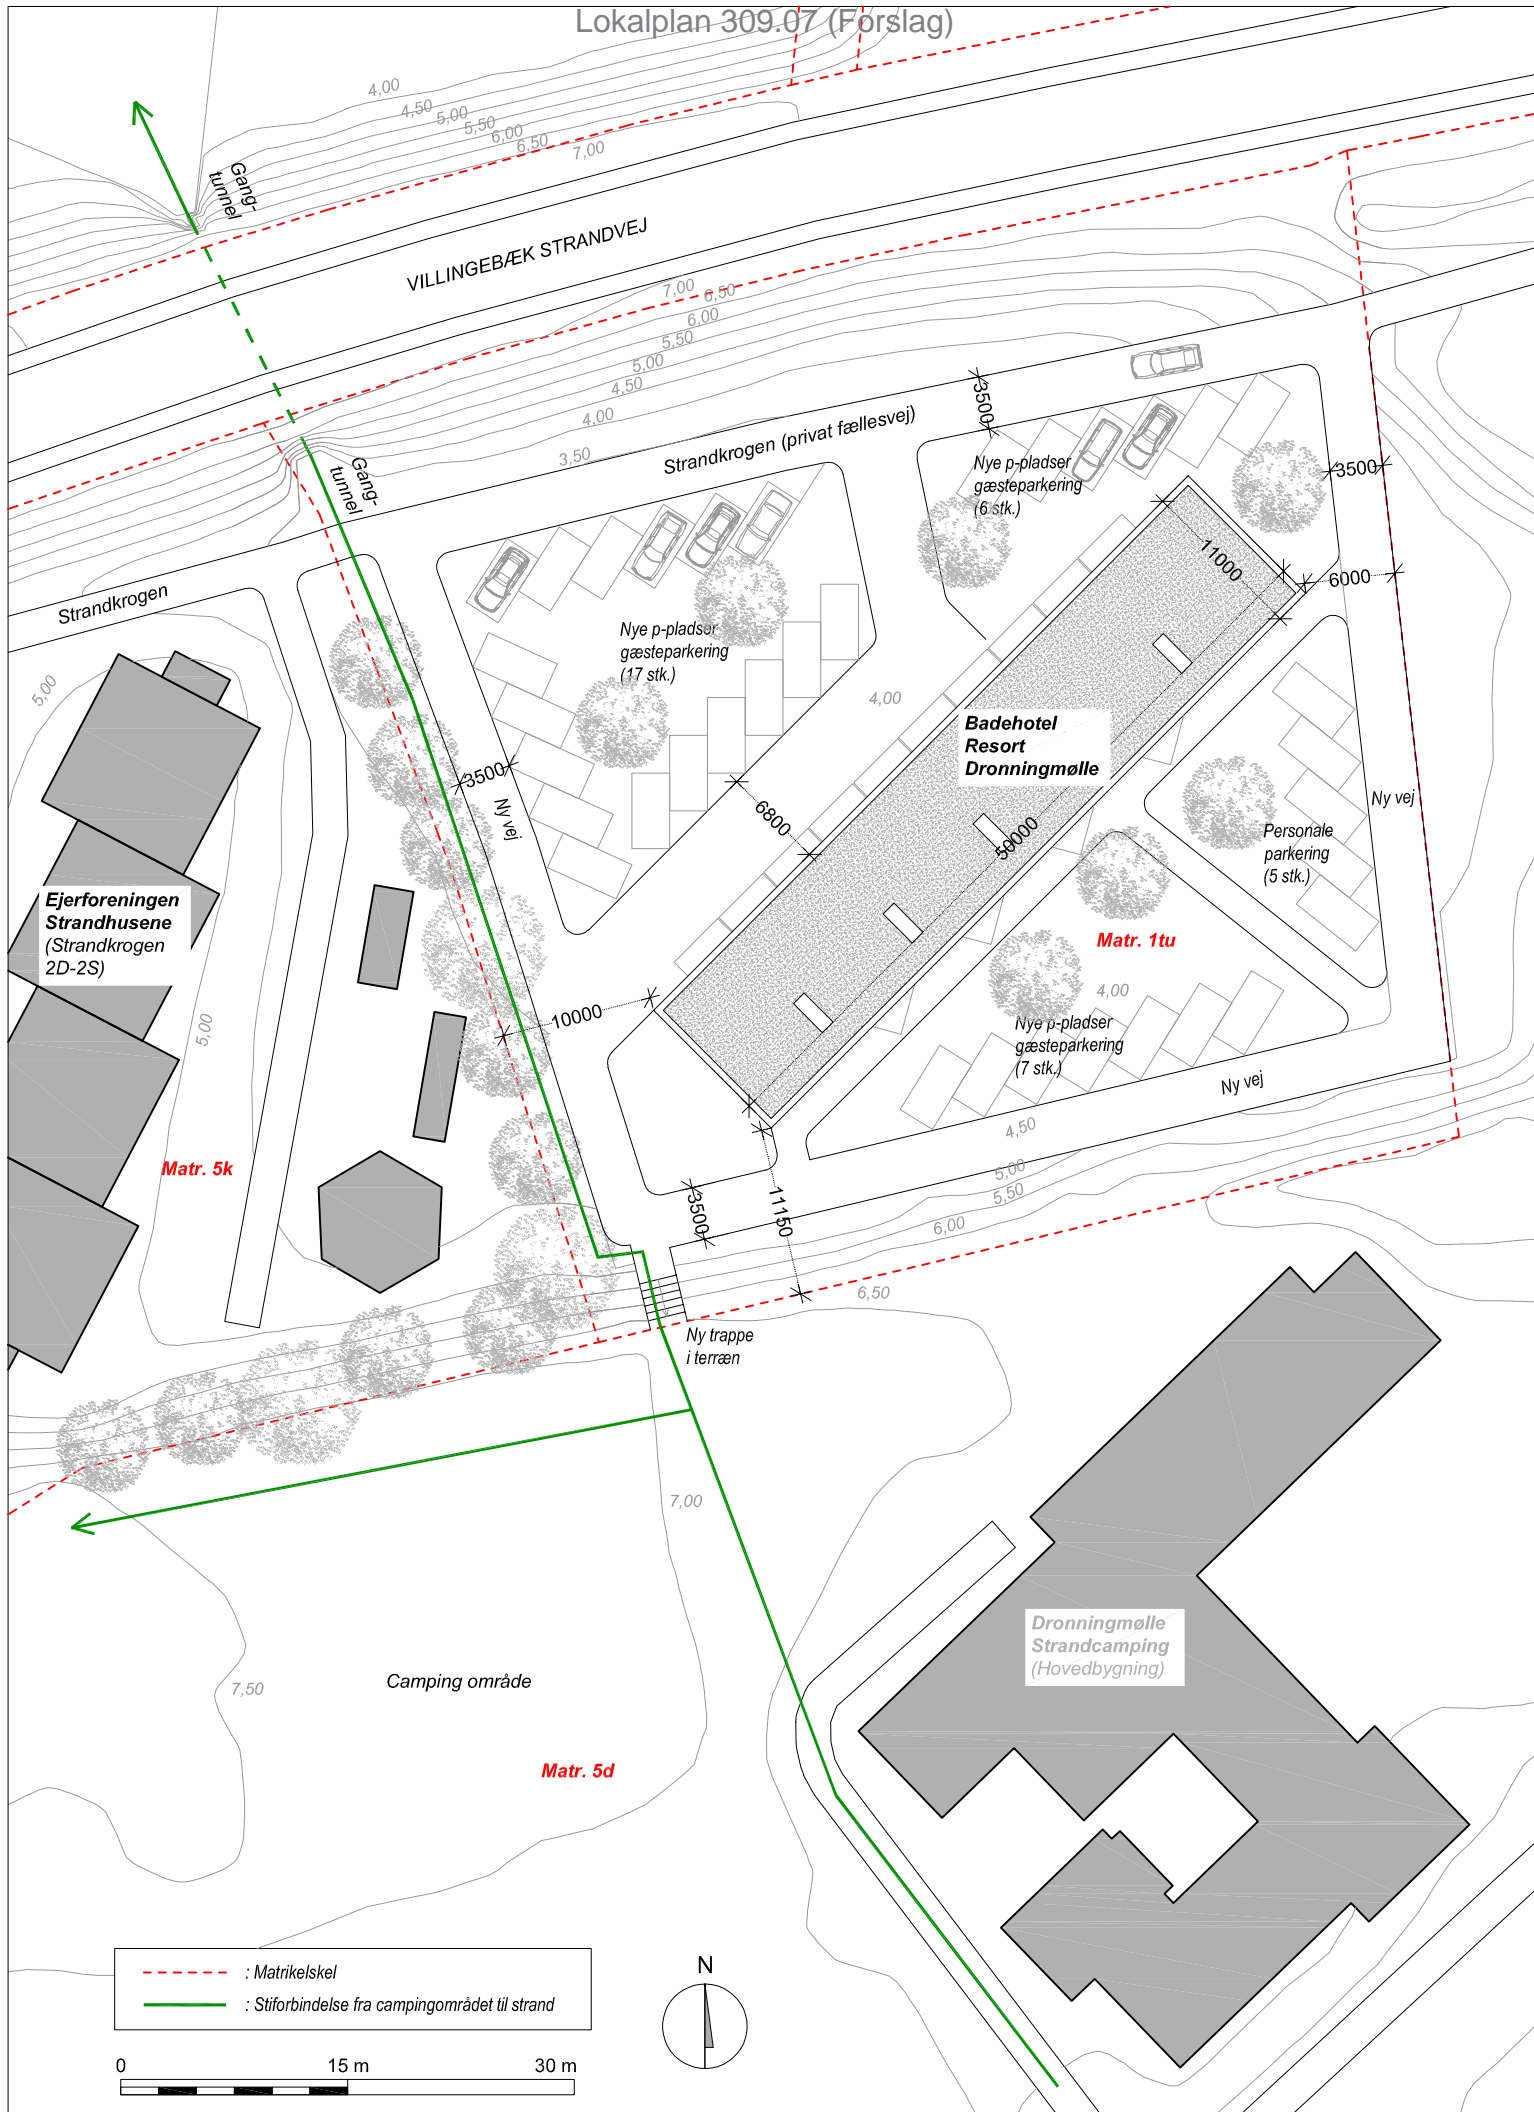 Lokalplan 309.07 (Forslag)
4,00
4,50
5,00
5,50
6,00
6,50
7,00
Gang-
tunnel
VILLINGEBÆK STRANDVEJ
7,00
6,50
6,00
5,50
5,00
4,50
4,00
3,50
Gang-
tunnel
Strandkrogen (privat fællesvej)
3500
Nye p-pladser
gæsteparkering
(6 stk.)
3500
11000
6000
Strandkrogen
Nye p-pladser
gæsteparkering
(17 stk.)
5,00
4,00
Badehotel
Resort
Dronningmølle
3500
Ny vej
6800
50000
Ny vej
Personale
parkering
(5 stk.)
Ejerforeningen
Strandhusene
(Strandkrogen
2D-2S)
Matr. 1tu
4,00
5,00
10000
Nye p-pladser
gæsteparkering
(7 stk.)
Ny vej
4,50
Matr. 5k
5,00
5,50
3500
11150
6,00
6,50
Ny trappe
i terræn
7,00
Dronningmølle
Strandcamping
(Hovedbygning)
7,50
Camping område
Matr. 5d
: Matrikelskel
: Stiforbindelse fra campingområdet til strand
N
0 15 m 30 m